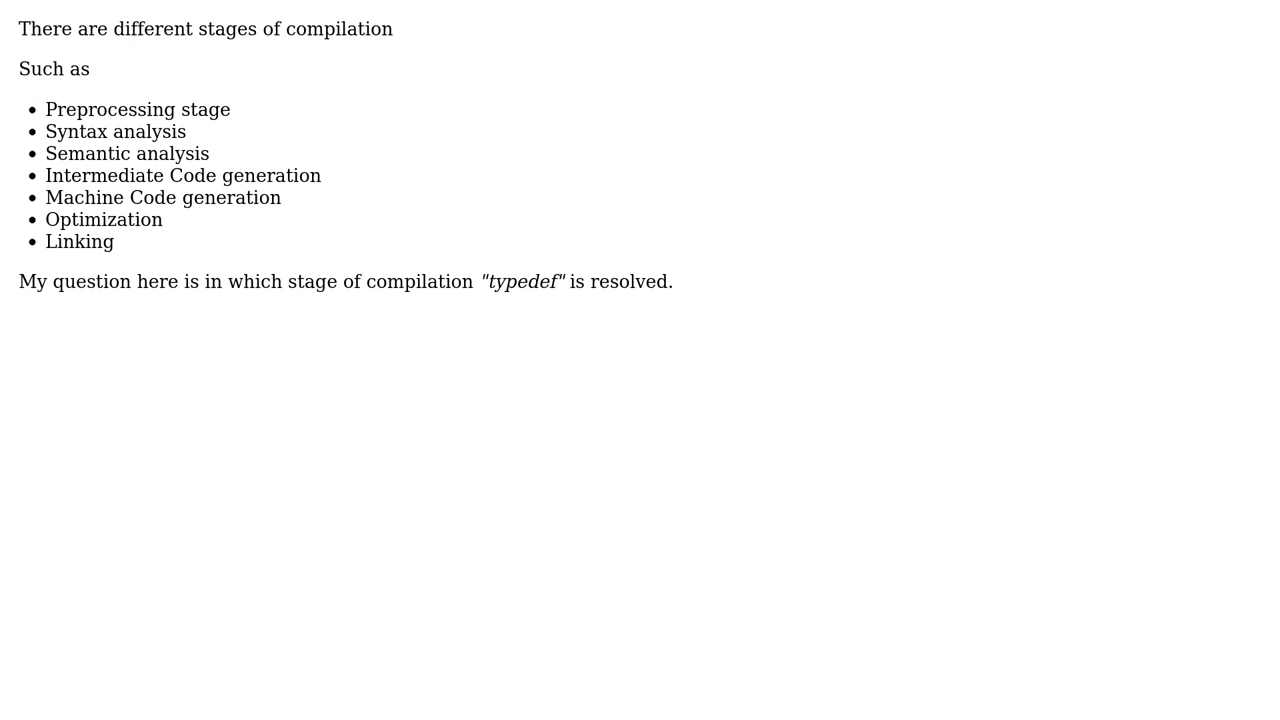 There are different stages of compilation
Such as
• Preprocessing stage
• Syntax analysis
• Semantic analysis
• Intermediate Code generation
• Machine Code generation
• Optimization
• Linking
My question here is in which stage of compilation "typedef" is resolved.